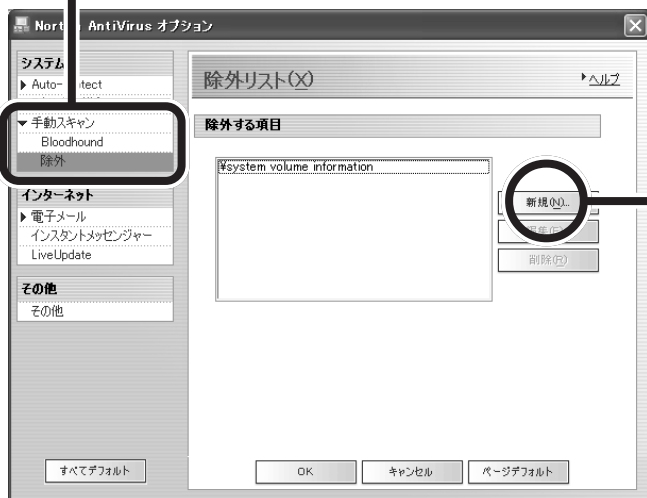 Nort AntiVirus オプション
システム
Auto- tect
手動スキャン
Bloodhound
除外
インターネット
電子メール
インスタントメッセンジャー
LiveUpdate
その他
その他
すべてデフォルト
除外リスト(X)
ヘルプ
除外する項目
¥system volume information
新規(N)...
削除(R)
OK
キャンセル
ページデフォルト